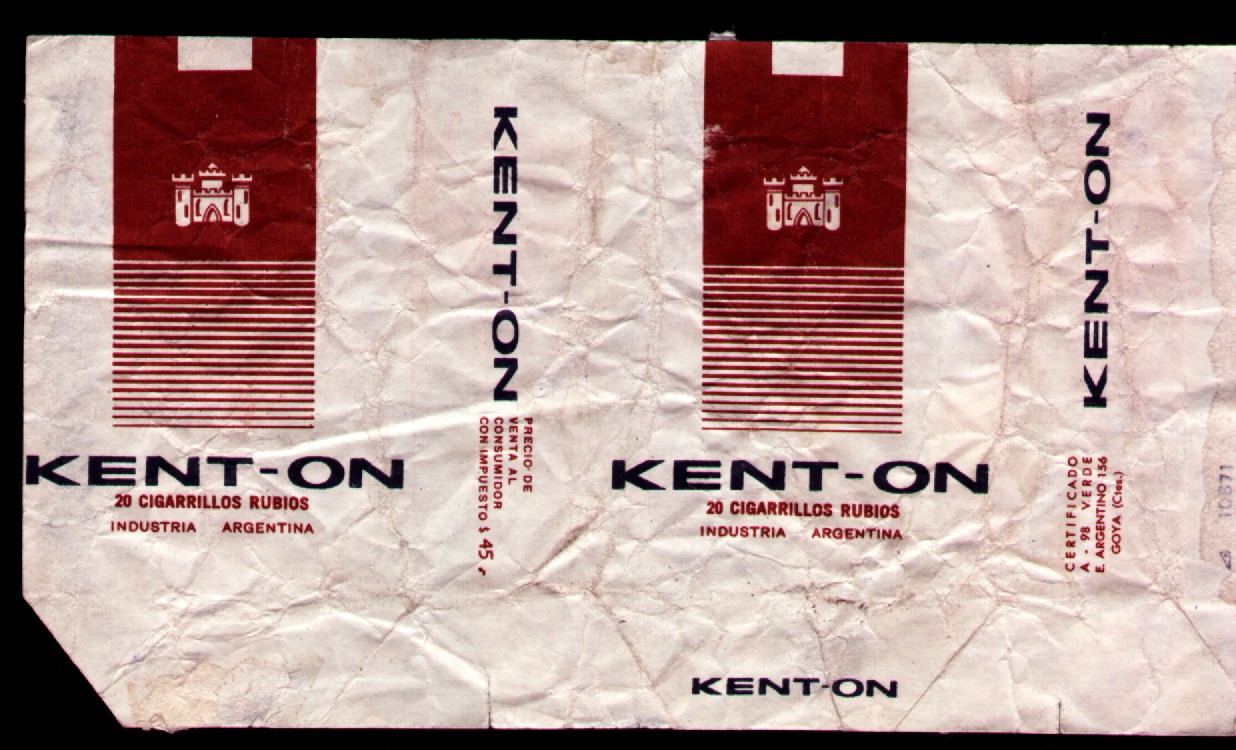 KENT-ON
20 CIGARRILLOS RUBIOS
INDUSTRIA ARGENTINA
KENT-ON
PRECIO DE
VENTA AL
CONSUMIDOR
CON IMPUESTO $ 45.-
KENT-ON
20 CIGARRILLOS RUBIOS
INDUSTRIA ARGENTINA
KENT-ON
KENT-ON
CERTIFICADO
A - 98 VERDE
E. ARGENTINO 156
GOYA (Ctes.)
10871